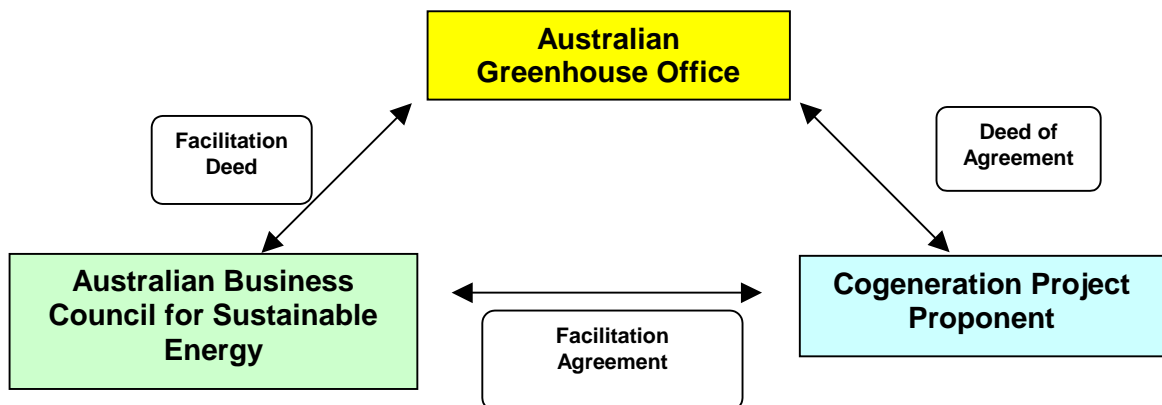 Australian
Greenhouse Office
Facilitation
Deed
Deed of
Agreement
Australian Business
Council for Sustainable
Energy
Cogeneration Project
Proponent
Facilitation
Agreement